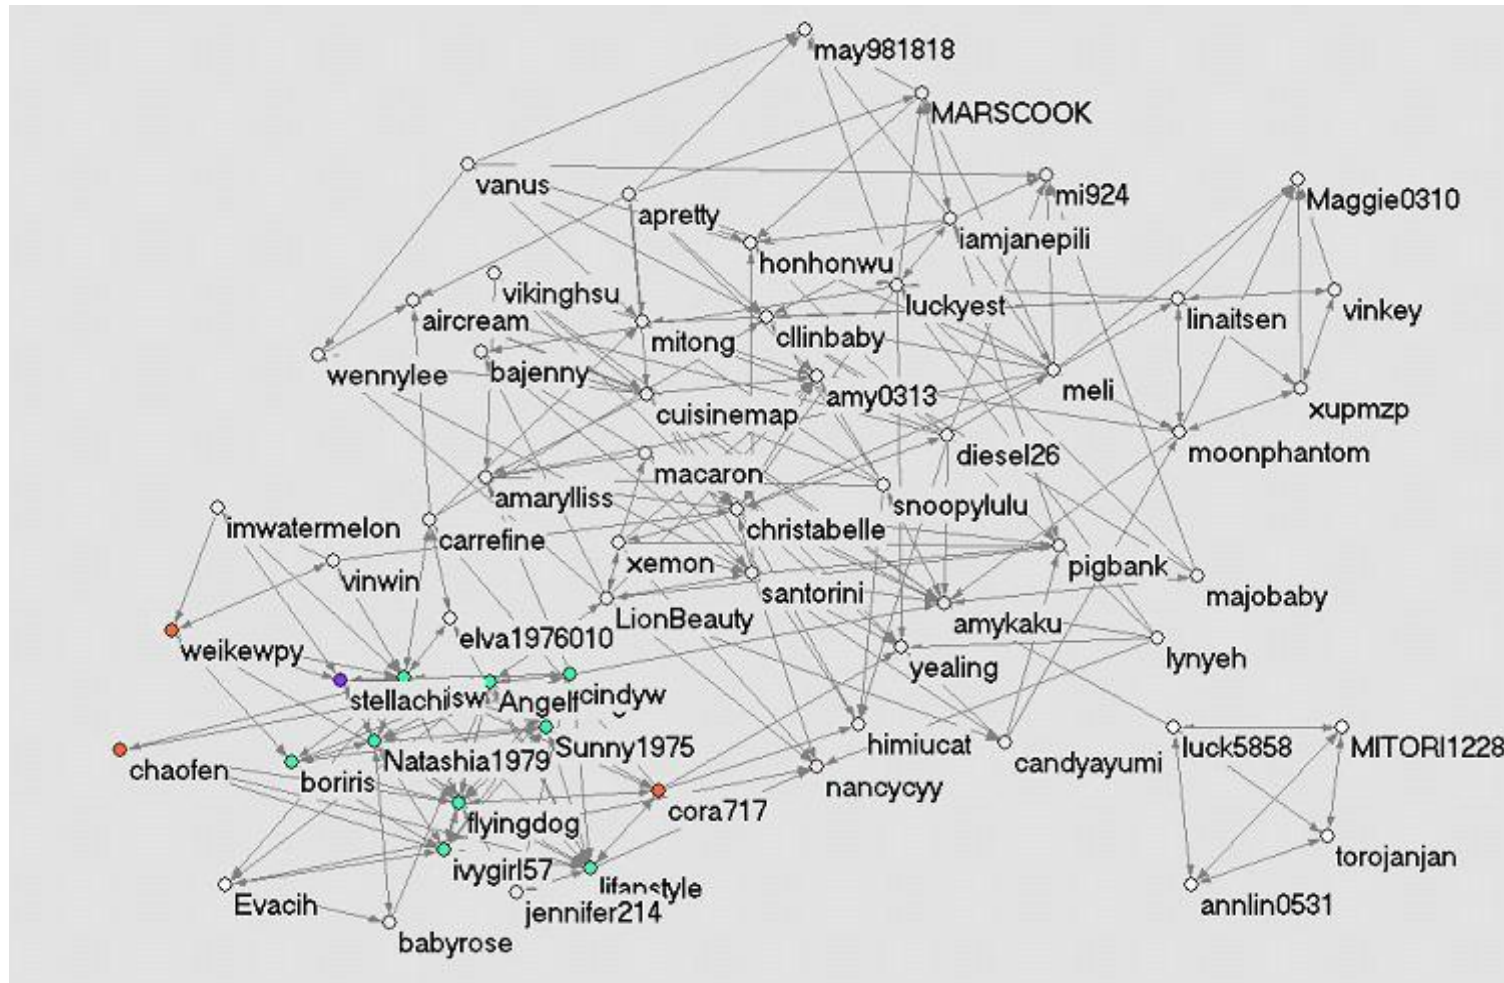 may981818
MARSCOOK
vanus
mi924
Maggie0310
apretty
iamjanepili
honhonwu
vikinghsu
luckyest
aircream
linaitsen
vinkey
mitong
cllinbaby
wennylee
bajenny
meli
amy0313
cuisinemap
xupmzp
moonphantom
diesel26
macaron
amarylliss
snoopylulu
imwatermelon
christabelle
carrefine
xemon
pigbank
vinwin
santorini
majobaby
LionBeauty
amykaku
elva1976010
weikewpy
lynyeh
yealing
cindyw
stellachi
Angel
himiucat
luck5858
MITORI1228
Sunny1975
Natashia1979
candyayumi
chaofen
boriris
nancycyy
cora717
flyingdog
torojanjan
ivygirl57
lifanstyle
Evacih
jennifer214
annlin0531
babyrose